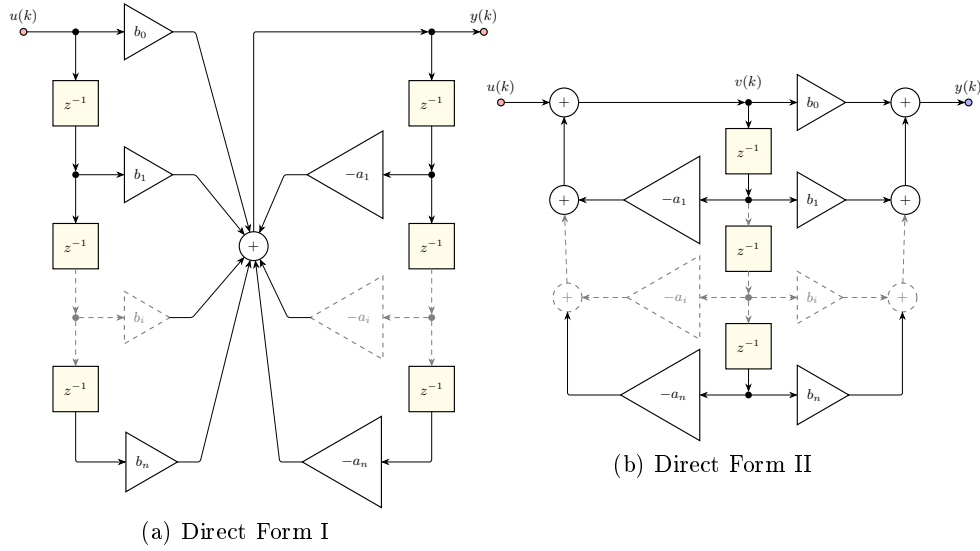 u(k)
b₀
z⁻¹
b₁
z⁻¹
bᵢ
z⁻¹
bₙ
+
y(k)
z⁻¹
−a₁
z⁻¹
−aᵢ
z⁻¹
−aₙ
(a) Direct Form I
u(k)
+
v(k)
b₀
+
y(k)
z⁻¹
+
−a₁
b₁
+
z⁻¹
+
−aᵢ
bᵢ
+
z⁻¹
−aₙ
bₙ
(b) Direct Form II